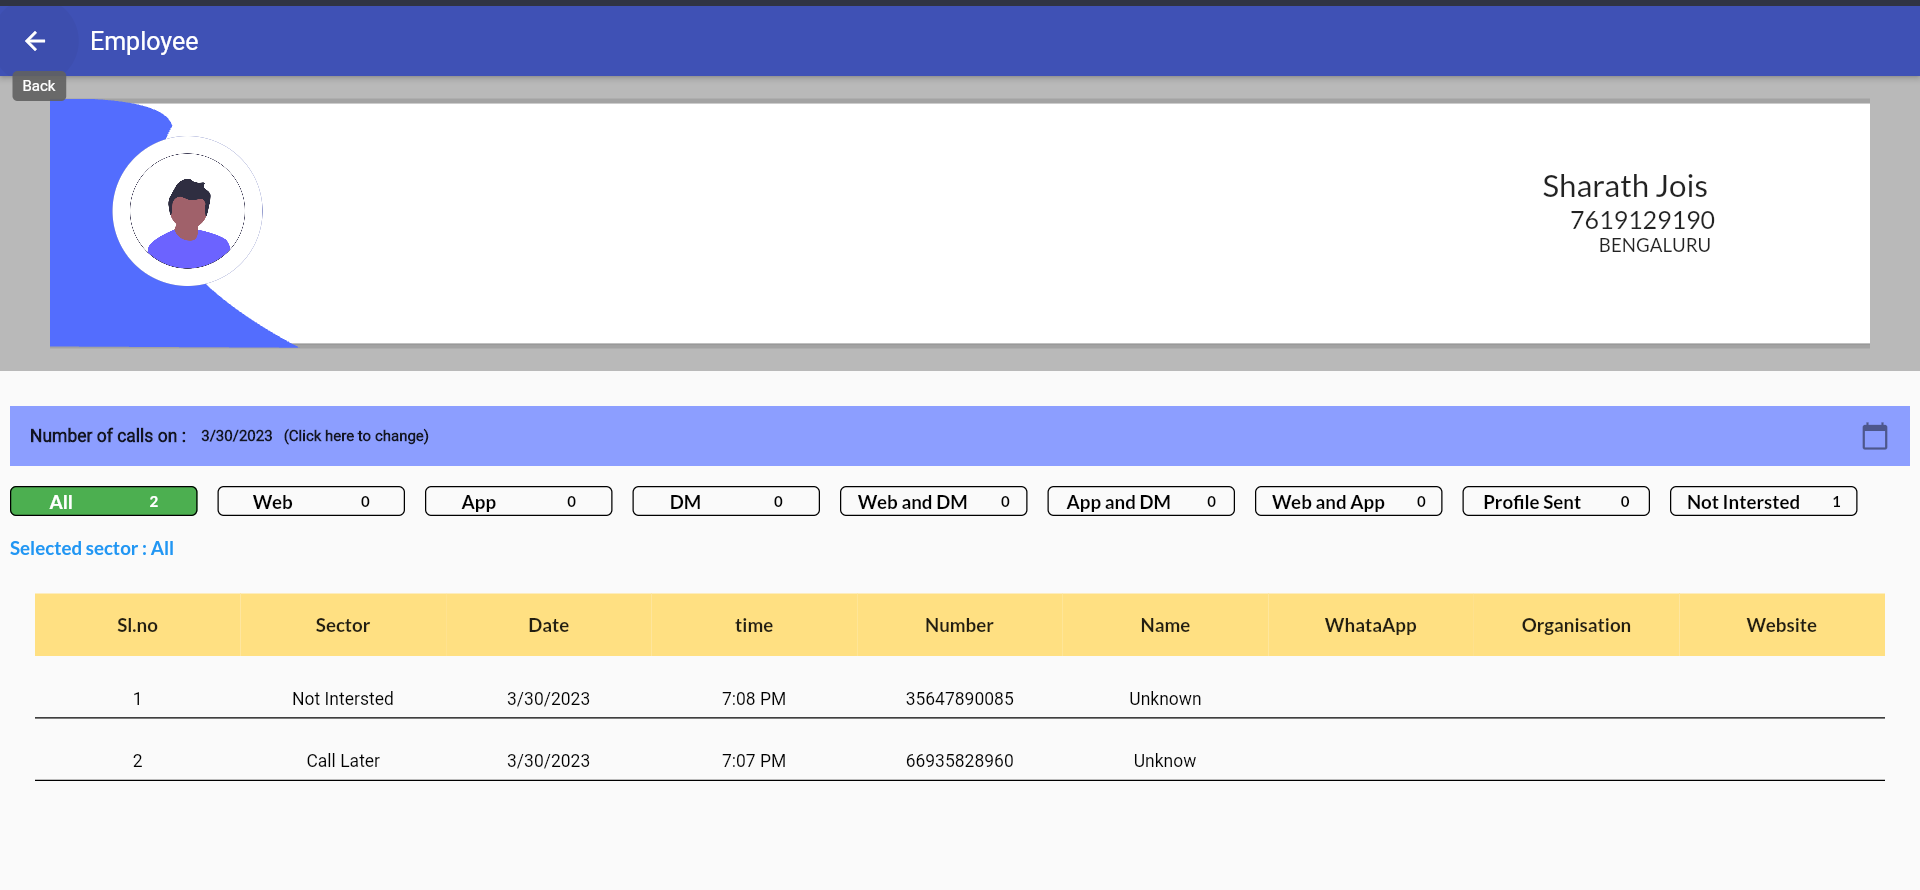 Employee
Back
Sharath Jois
7619129190
BENGALURU
Number of calls on : 3/30/2023 (Click here to change)
All 2 Web 0 App 0 DM 0 Web and DM 0 App and DM 0 Web and App 0 Profile Sent 0 Not Intersted 1
Selected sector : All
Sl.no Sector Date time Number Name WhataApp Organisation Website
1 Not Intersted 3/30/2023 7:08 PM 35647890085 Unknown
2 Call Later 3/30/2023 7:07 PM 66935828960 Unknow